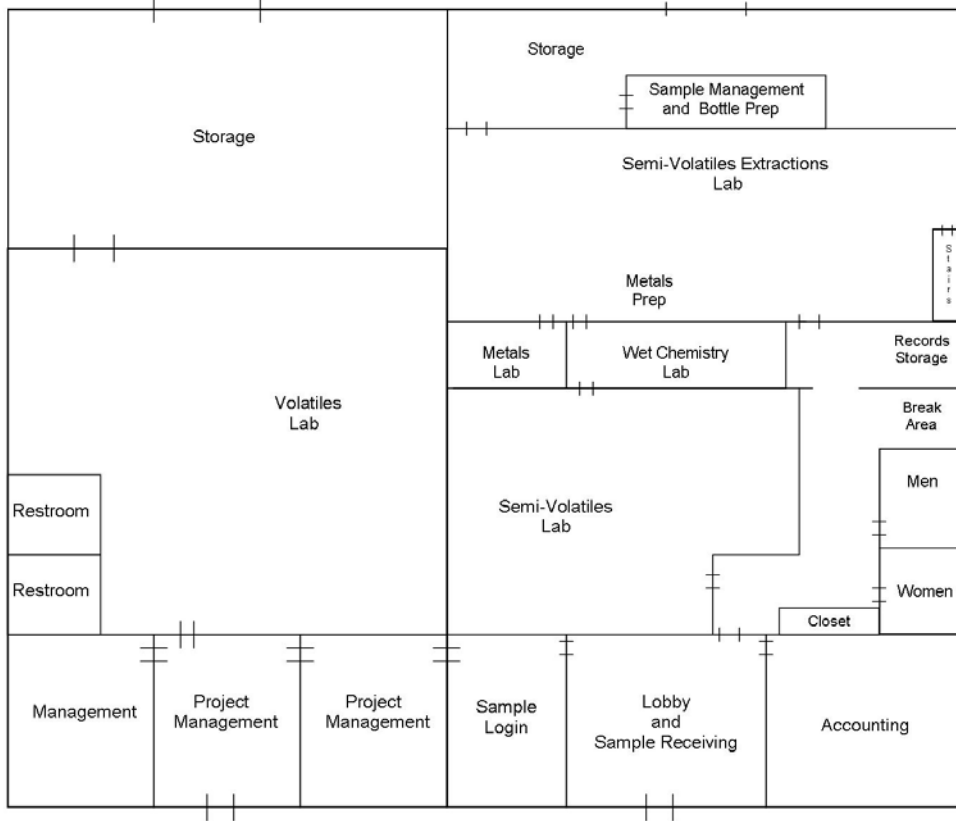 Storage
Sample Management
and Bottle Prep
Storage
Semi-Volatiles Extractions
Lab
Stairs
Metals
Prep
Records
Storage
Metals
Lab
Wet Chemistry
Lab
Volatiles
Lab
Break
Area
Men
Restroom
Semi-Volatiles
Lab
Restroom
Women
Closet
Management
Project
Management
Project
Management
Sample
Login
Lobby
and
Sample Receiving
Accounting